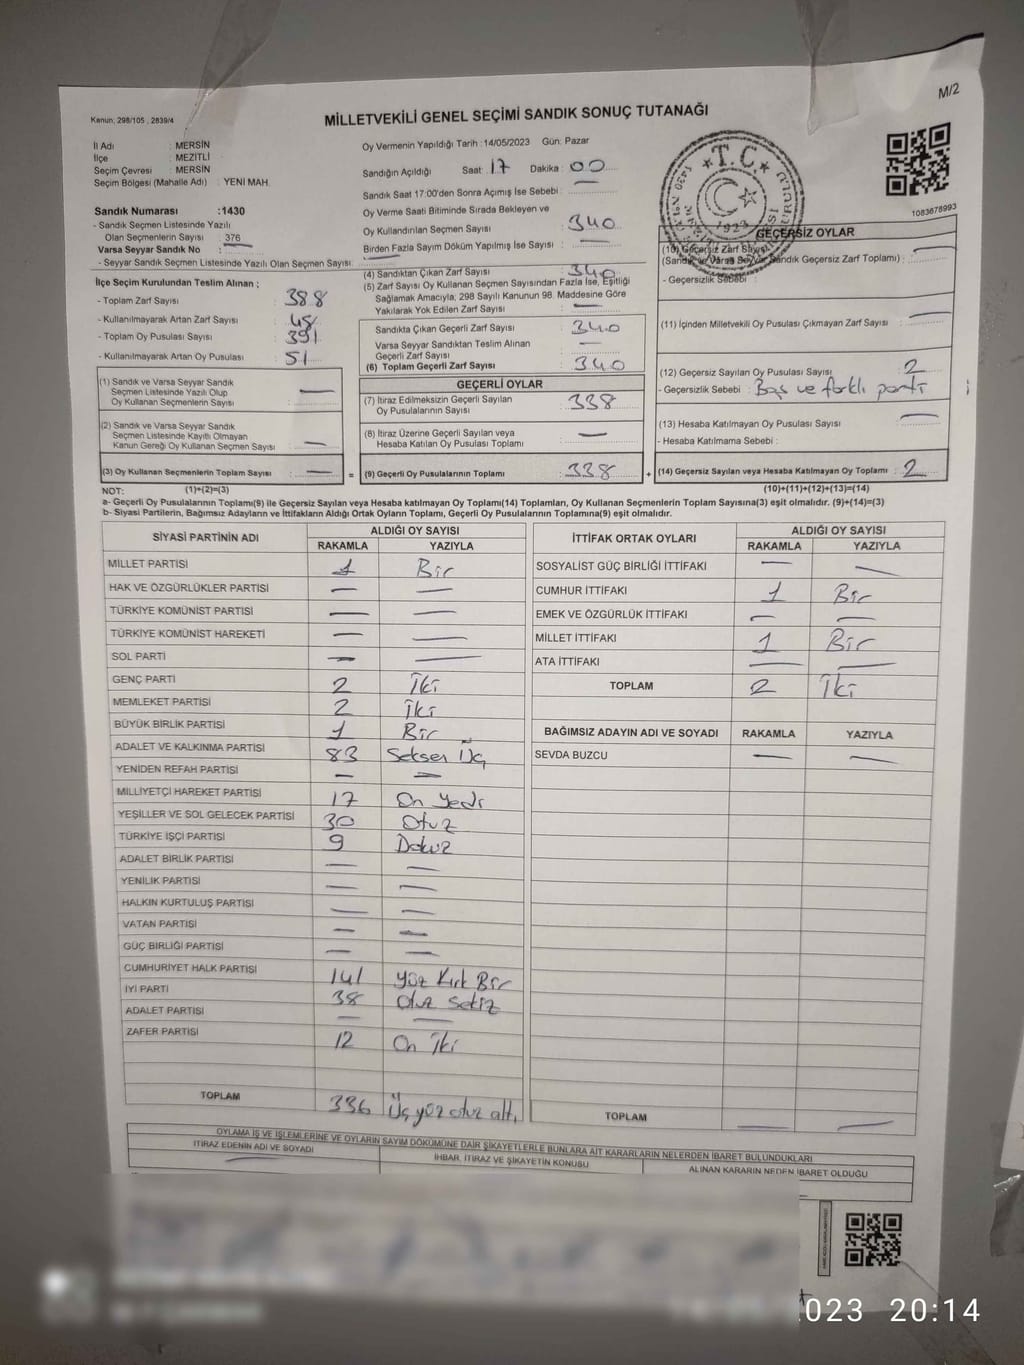 M/2
Kanun; 298/105 , 2839/4
MİLLETVEKİLİ GENEL SEÇİMİ SANDIK SONUÇ TUTANAĞI
İl Adı : MERSİN
İlçe : MEZİTLİ
Seçim Çevresi : MERSİN
Seçim Bölgesi (Mahalle Adı) : YENİ MAH.
Sandık Numarası :1430
- Sandık Seçmen Listesinde Yazılı
Olan Seçmenlerin Sayısı : 376
Varsa Seyyar Sandık No : —
- Seyyar Sandık Seçmen Listesinde Yazılı Olan Seçmen Sayısı:
Oy Vermenin Yapıldığı Tarih : 14/05/2023 Gün: Pazar
Sandığın Açıldığı Saat : 17 Dakika : 00
Sandık Saat 17:00'den Sonra Açımış İse Sebebi : —
Oy Verme Saati Bitiminde Sırada Bekleyen ve
Oy Kullandırılan Seçmen Sayısı : 340
Birden Fazla Sayım Döküm Yapılmış İse Sayısı : —
T.C.
1923
1083678993
İlçe Seçim Kurulundan Teslim Alınan ;
- Toplam Zarf Sayısı : 388
- Kullanılmayarak Artan Zarf Sayısı : 48
- Toplam Oy Pusulası : 391
- Kullanılmayarak Artan Oy Pusulası : 51
(1) Sandık ve Varsa Seyyar Sandık
Seçmen Listesinde Yazılı Olup
Oy Kullanan Seçmenlerin Sayısı : —
(2) Sandık ve Varsa Seyyar Sandık
Seçmen Listesinde Kayıtlı Olmayan
Kanun Gereği Oy Kullanan Seçmen Sayısı : —
(3) Oy Kullanan Seçmenlerin Toplam Sayısı : —
(1)+(2)=(3)
(4) Sandıktan Çıkan Zarf Sayısı : 340
(5) Zarf Sayısı Oy Kullanan Seçmen Sayısından Fazla İse, Eşitliği
Sağlamak Amacıyla; 298 Sayılı Kanunun 98. Maddesine Göre
Yakılarak Yok Edilen Zarf Sayısı :
Sandıkta Çıkan Geçerli Zarf Sayısı : 340
Varsa Seyyar Sandıktan Teslim Alınan
Geçerli Zarf Sayısı : —
(6) Toplam Geçerli Zarf Sayısı : 340
GEÇERLİ OYLAR
(7) İtiraz Edilmeksizin Geçerli Sayılan
Oy Pusulalarının Sayısı : 338
(8) İtiraz Üzerine Geçerli Sayılan veya
Hesaba Katılan Oy Pusulası Toplamı : —
= (9) Geçerli Oy Pusulalarının Toplamı : 338 +
GEÇERSİZ OYLAR
(10) Geçersiz Zarf Sayısı
(Sandık ve Varsa Seyyar Sandık Geçersiz Zarf Toplamı) : —
- Geçersizlik Sebebi :
(11) İçinden Milletvekili Oy Pusulası Çıkmayan Zarf Sayısı : —
(12) Geçersiz Sayılan Oy Pusulası Sayısı : 2
- Geçersizlik Sebebi : Boş ve farklı parti
(13) Hesaba Katılmayan Oy Pusulası Sayısı : —
- Hesaba Katılmama Sebebi :
(14) Geçersiz Sayılan veya Hesaba Katılmayan Oy Toplamı : 2
(10)+(11)+(12)+(13)=(14)
NOT:
a- Geçerli Oy Pusulalarının Toplamı(9) ile Geçersiz Sayılan veya Hesaba katılmayan Oy Toplamı(14) Toplamları, Oy Kullanan Seçmenlerin Toplam Sayısına(3) eşit olmalıdır. (9)+(14)=(3)
b- Siyasi Partilerin, Bağımsız Adayların ve İttifakların Aldığı Ortak Oyların Toplamı, Geçerli Oy Pusulalarının Toplamına(9) eşit olmalıdır.
SİYASİ PARTİNİN ADI ALDIĞI OY SAYISI
RAKAMLA YAZIYLA
MİLLET PARTİSİ 1 Bir
HAK VE ÖZGÜRLÜKLER PARTİSİ — —
TÜRKİYE KOMÜNİST PARTİSİ — —
TÜRKİYE KOMÜNİST HAREKETİ — —
SOL PARTİ — —
GENÇ PARTİ 2 İki
MEMLEKET PARTİSİ 2 İki
BÜYÜK BİRLİK PARTİSİ 1 Bir
ADALET VE KALKINMA PARTİSİ 83 Seksen Üç
YENİDEN REFAH PARTİSİ — —
MİLLİYETÇİ HAREKET PARTİSİ 17 On Yedi
YEŞİLLER VE SOL GELECEK PARTİSİ 30 Otuz
TÜRKİYE İŞÇİ PARTİSİ 9 Dokuz
ADALET BİRLİK PARTİSİ — —
YENİLİK PARTİSİ — —
HALKIN KURTULUŞ PARTİSİ — —
VATAN PARTİSİ — —
GÜÇ BİRLİĞİ PARTİSİ — —
CUMHURİYET HALK PARTİSİ 141 Yüz Kırk Bir
İYİ PARTİ 38 Otuz Sekiz
ADALET PARTİSİ — —
ZAFER PARTİSİ 12 On İki
TOPLAM 336 Üç yüz otuz altı
İTTİFAK ORTAK OYLARI ALDIĞI OY SAYISI
RAKAMLA YAZIYLA
SOSYALİST GÜÇ BİRLİĞİ İTTİFAKI — —
CUMHUR İTTİFAKI 1 Bir
EMEK VE ÖZGÜRLÜK İTTİFAKI — —
MİLLET İTTİFAKI 1 Bir
ATA İTTİFAKI — —
TOPLAM 2 İki
BAĞIMSIZ ADAYIN ADI VE SOYADI RAKAMLA YAZIYLA
SEVDA BUZCU — —
TOPLAM — —
OYLAMA İŞ VE İŞLEMLERİNE VE OYLARIN SAYIM DÖKÜMÜNE DAİR ŞİKAYETLERLE BUNLARA AİT KARARLARIN NELERDEN İBARET BULUNDUKLARI
İTİRAZ EDENİN ADI VE SOYADI İHBAR, İTİRAZ VE ŞİKAYETİN KONUSU ALINAN KARARIN NEDEN İBARET OLDUĞU
2023 20:14